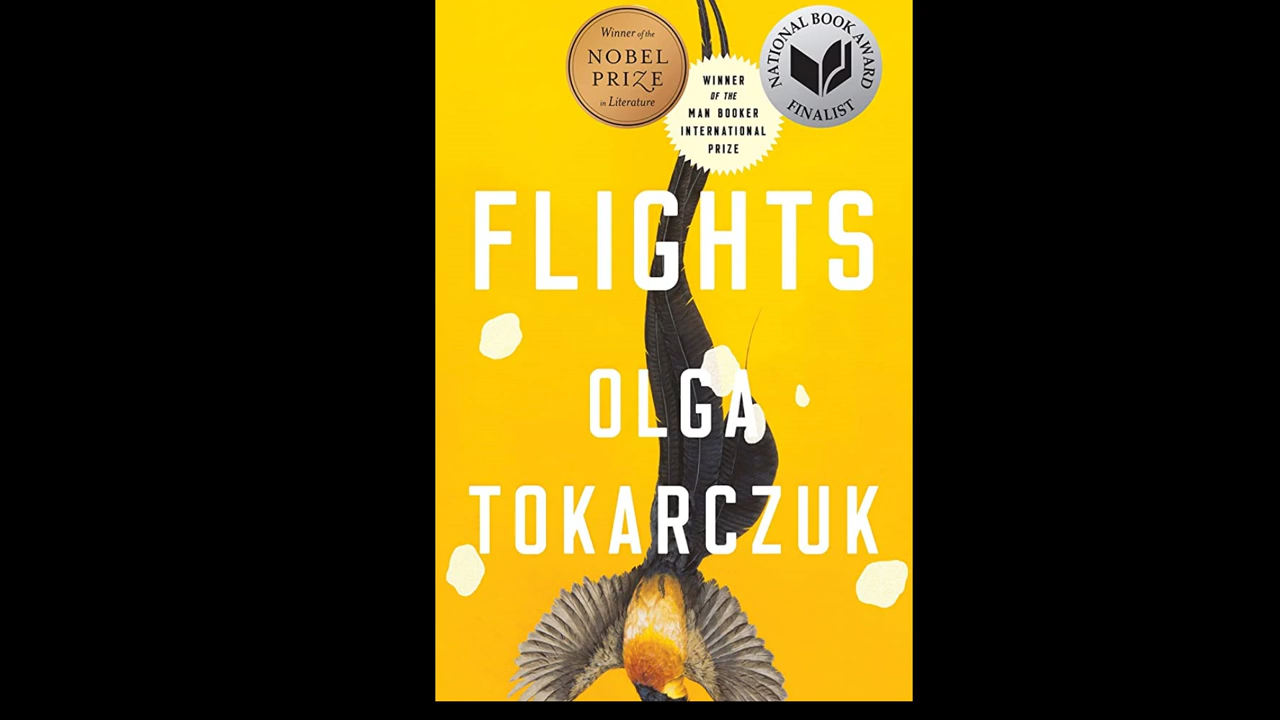 Winner of the
NOBEL
PRIZE
in Literature
WINNER
OF THE
MAN BOOKER
INTERNATIONAL
PRIZE
NATIONAL BOOK AWARD
FINALIST
FLIGHTS
OLGA
TOKARCZUK